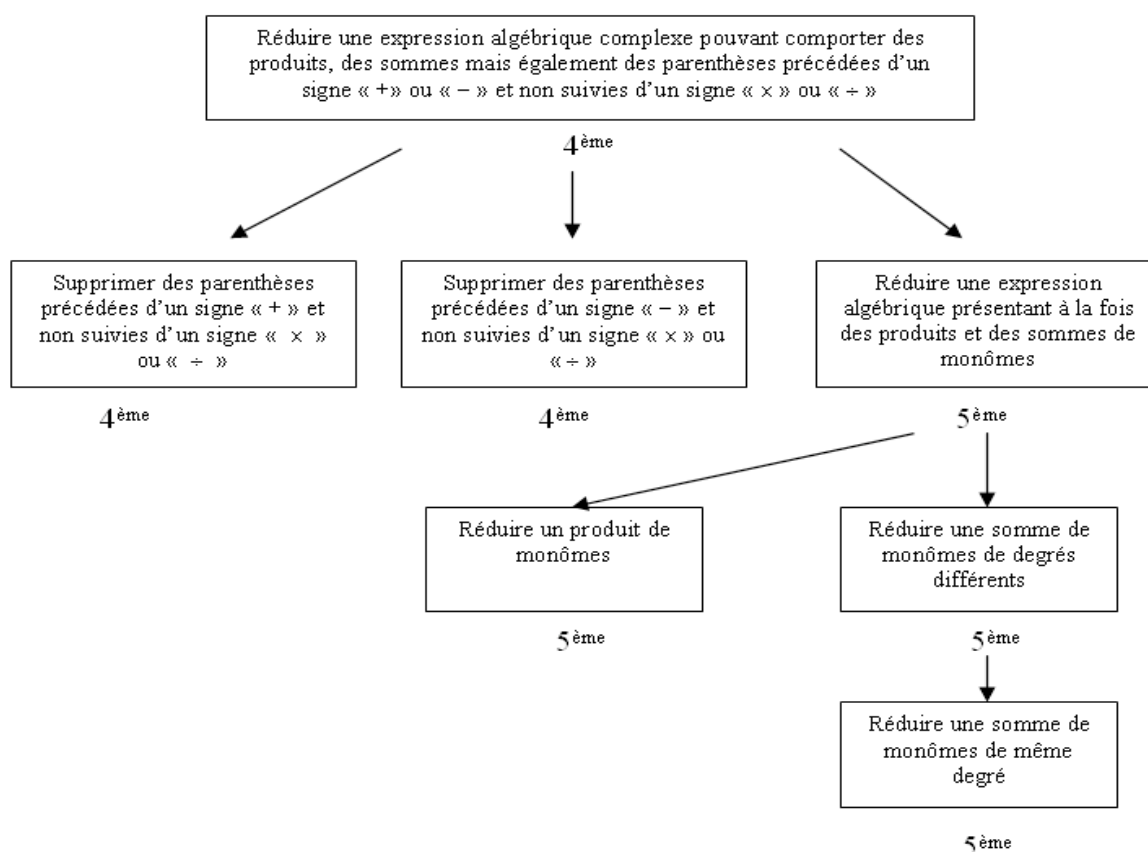 Réduire une expression algébrique complexe pouvant comporter des
produits, des sommes mais également des parenthèses précédées d'un
signe « +» ou « – » et non suivies d'un signe « × » ou « ÷ »
4ème
Supprimer des parenthèses
précédées d'un signe « + » et
non suivies d'un signe « × »
ou « ÷ »
4ème
Supprimer des parenthèses
précédées d'un signe « – » et
non suivies d'un signe « × » ou
« ÷ »
4ème
Réduire une expression
algébrique présentant à la fois
des produits et des sommes de
monômes
5ème
Réduire un produit de
monômes
5ème
Réduire une somme de
monômes de degrés
différents
5ème
Réduire une somme de
monômes de même
degré
5ème